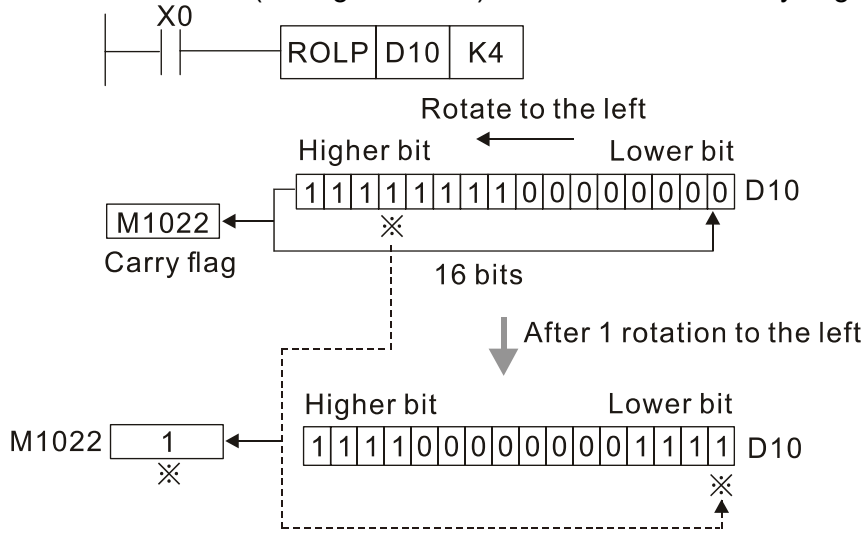 X0
ROLP D10 K4
Rotate to the left
Higher bit Lower bit
1 1 1 1 1 1 1 1 0 0 0 0 0 0 0 0 D10
M1022
※
Carry flag
16 bits
After 1 rotation to the left
Higher bit Lower bit
M1022 1 1 1 1 1 0 0 0 0 0 0 0 0 1 1 1 1 D10
※ ※